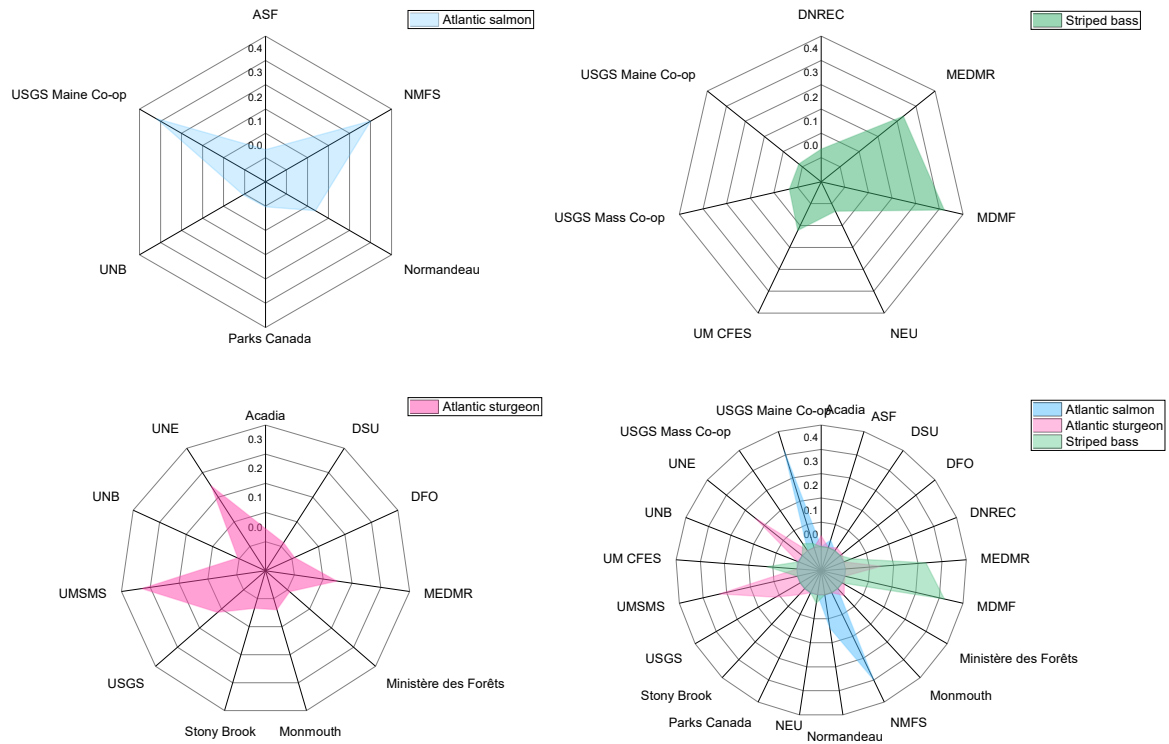 ASF
Atlantic salmon
0.4
0.3
0.2
0.1
0.0
USGS Maine Co-op
NMFS
UNB
Normandeau
Parks Canada
DNREC
Striped bass
0.4
0.3
0.2
0.1
0.0
USGS Maine Co-op
MEDMR
USGS Mass Co-op
MDMF
UM CFES
NEU
Acadia
Atlantic sturgeon
0.3
0.2
0.1
0.0
UNE
DSU
UNB
DFO
UMSMS
MEDMR
USGS
Ministère des Forêts
Stony Brook
Monmouth
Atlantic salmon
Atlantic sturgeon
Striped bass
USGS Maine Co-op
Acadia
ASF
0.4
0.3
0.2
0.1
0.0
USGS Mass Co-op
DSU
UNE
DFO
UNB
DNREC
UM CFES
MEDMR
UMSMS
MDMF
USGS
Ministère des Forêts
Stony Brook
Monmouth
Parks Canada
NMFS
NEU
Normandeau